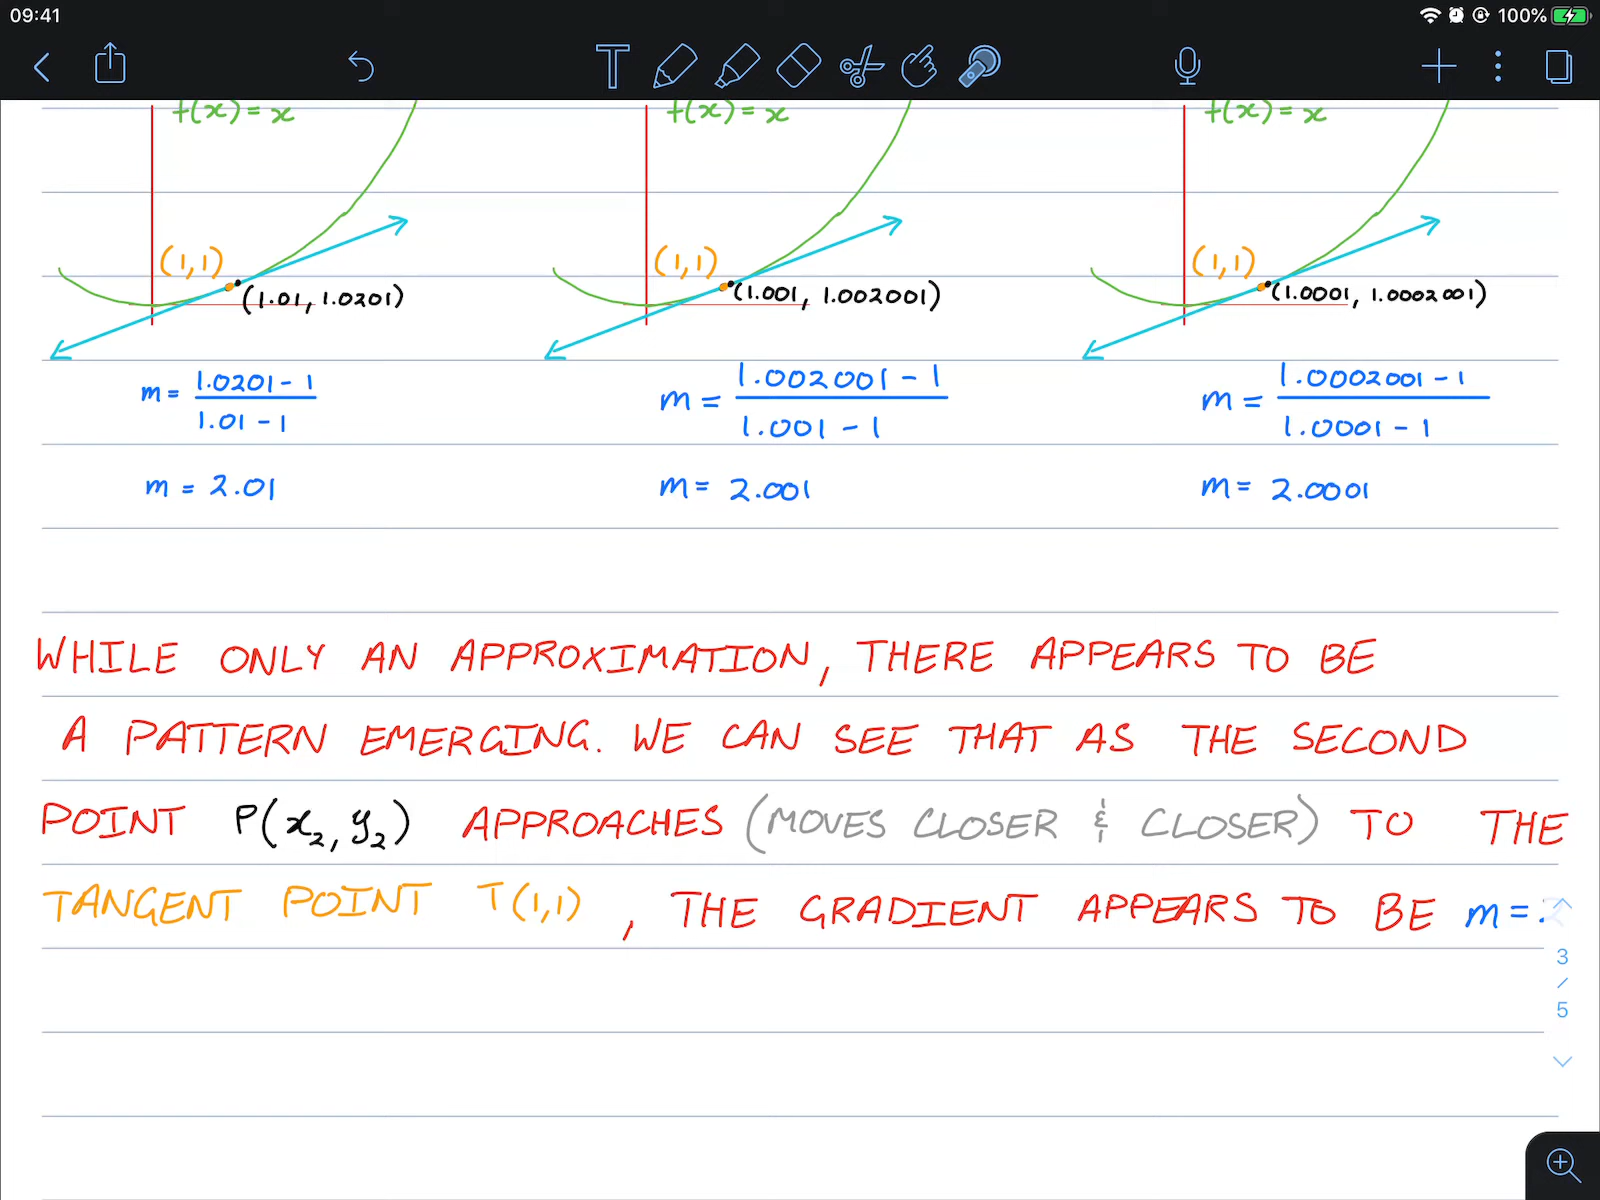 09:41 100%
T
f(x) = x f(x) = x f(x) = x
(1,1) (1,1) (1,1)
(1.01, 1.0201) (1.001, 1.002001) (1.0001, 1.0002001)
m = 1.0201 - 1 / 1.01 - 1 m = 1.002001 - 1 / 1.001 - 1 m = 1.0002001 - 1 / 1.0001 - 1
m = 2.01 m = 2.001 m = 2.0001
WHILE ONLY AN APPROXIMATION, THERE APPEARS TO BE
A PATTERN EMERGING. WE CAN SEE THAT AS THE SECOND
POINT P(x₂, y₂) APPROACHES (MOVES CLOSER & CLOSER) TO THE
TANGENT POINT T(1,1), THE GRADIENT APPEARS TO BE m =
3
/
5